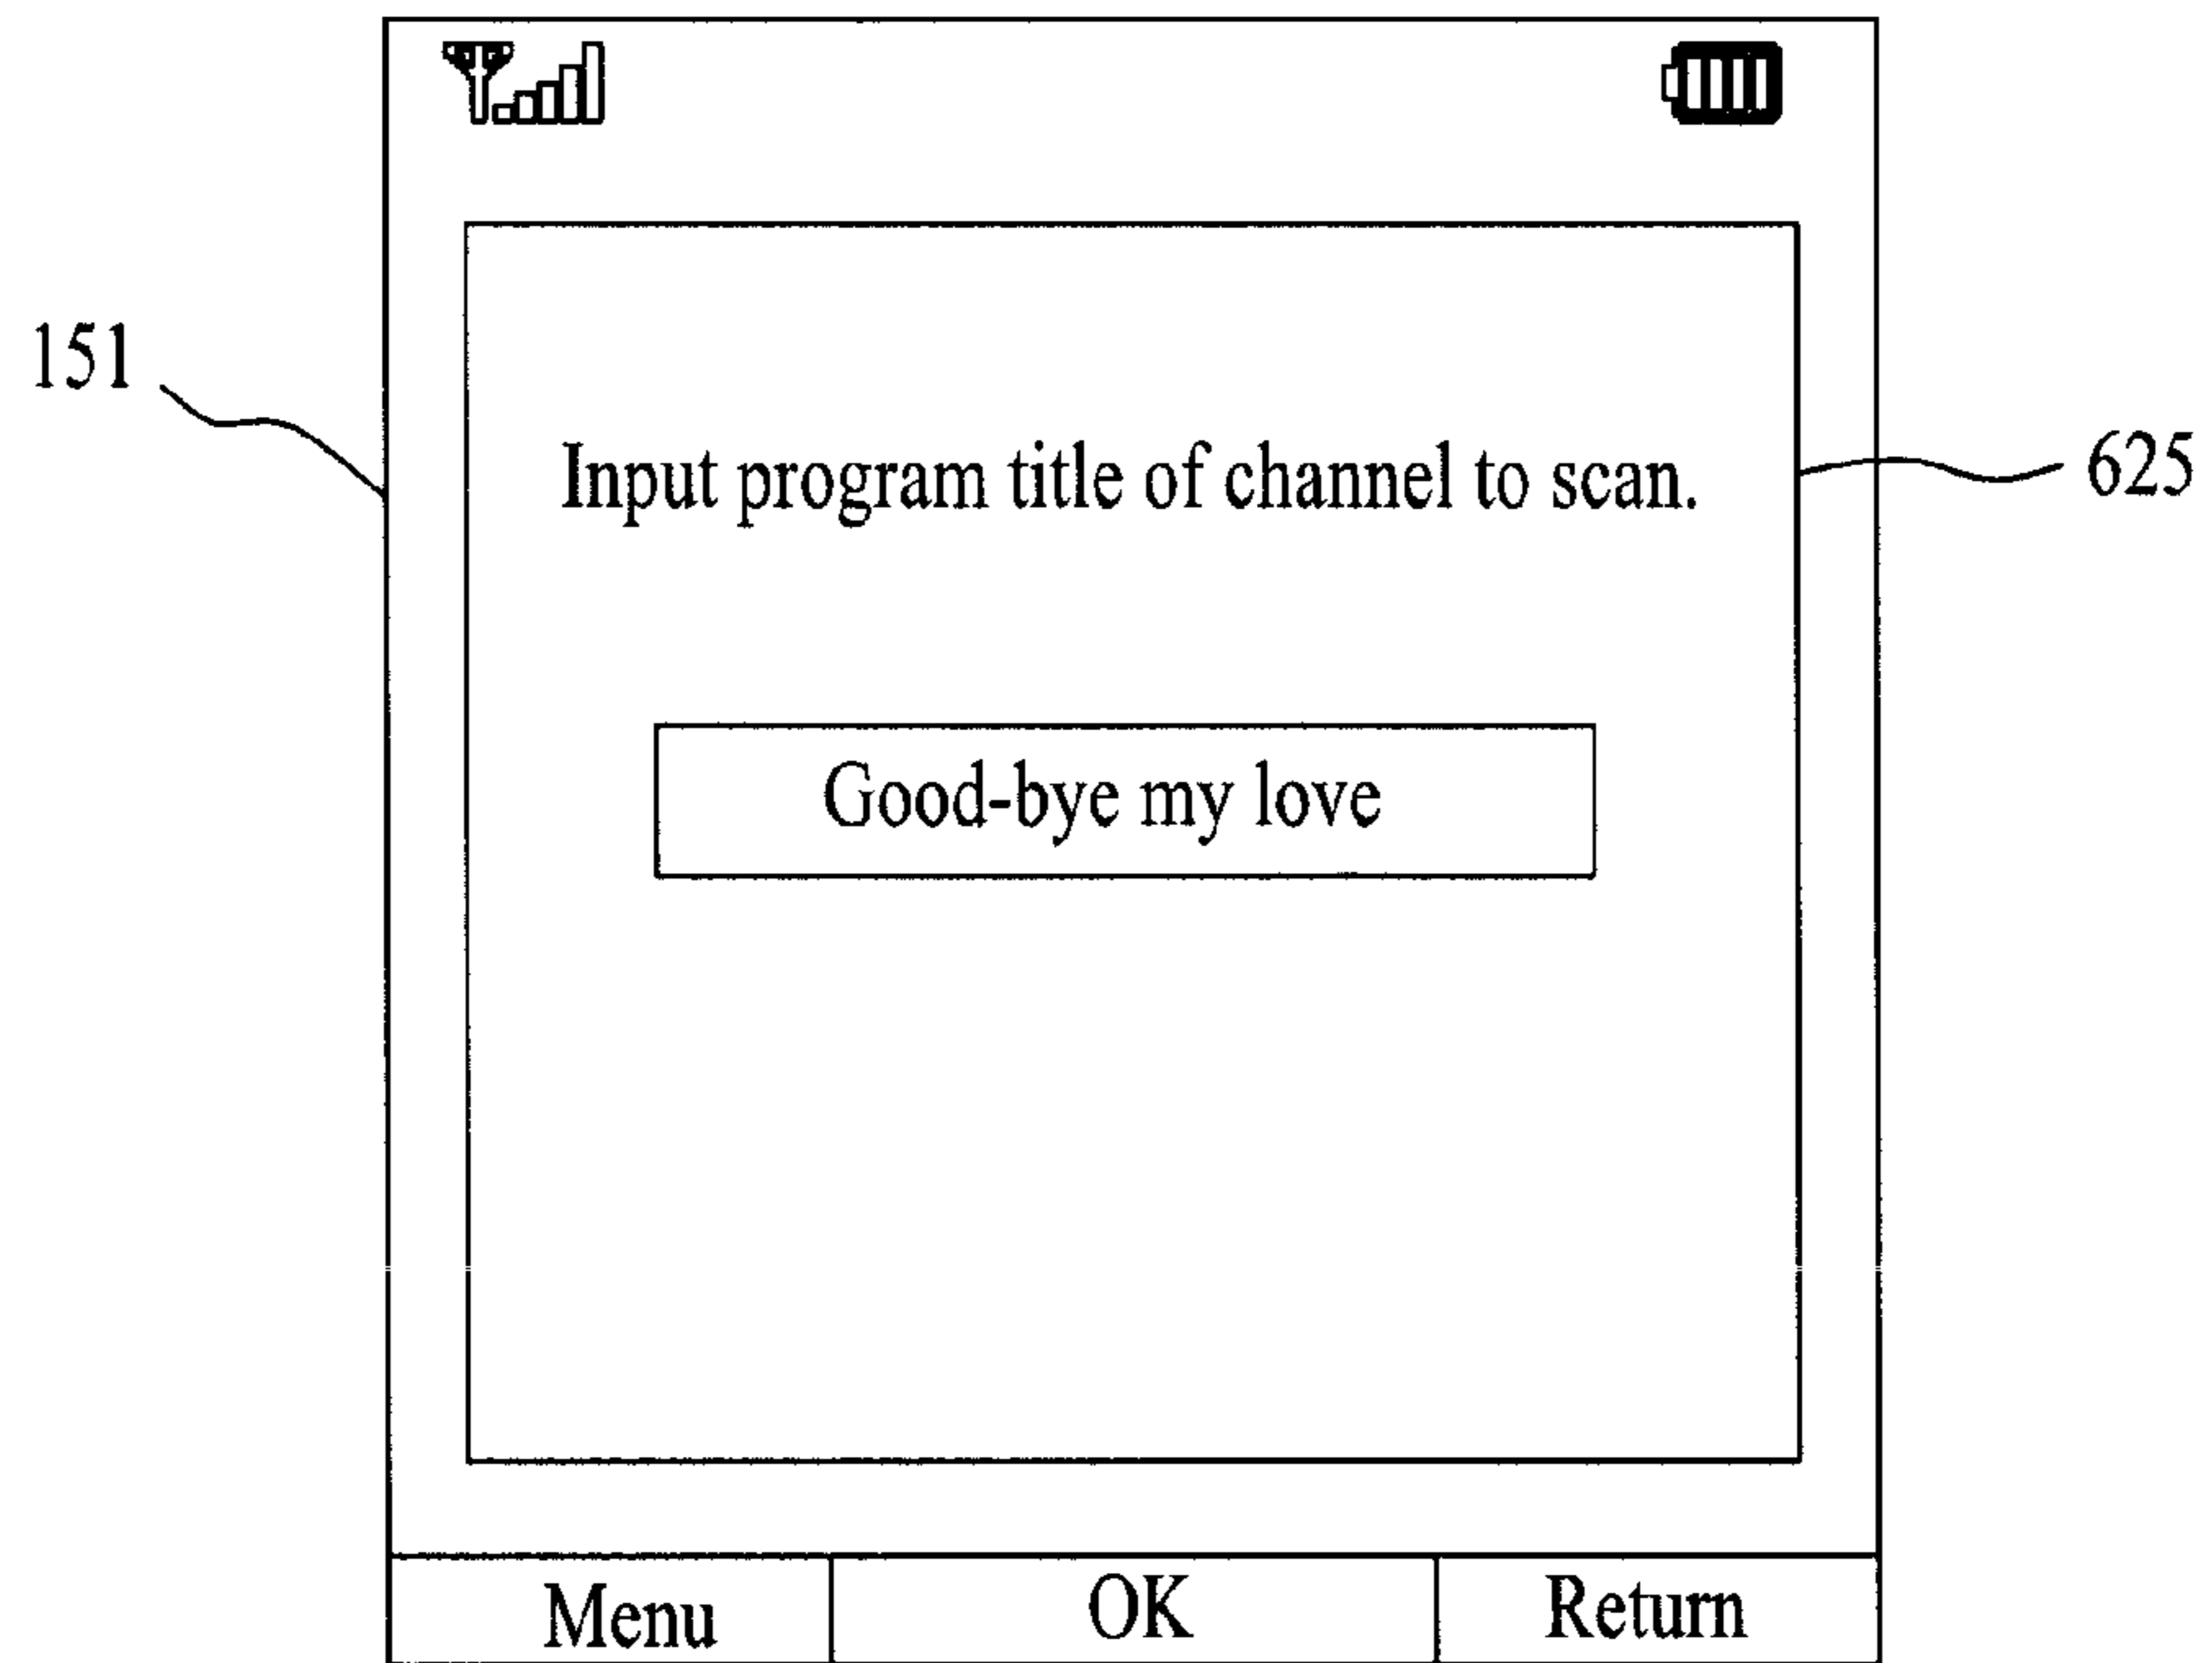 151
Input program title of channel to scan.
625
Good-bye my love
Menu OK Return